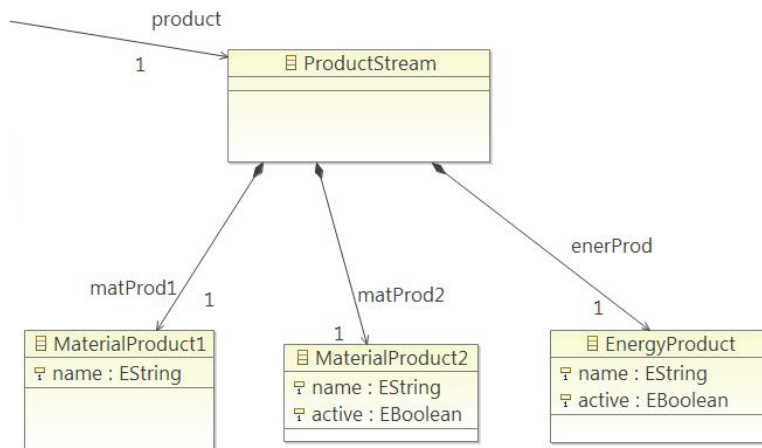 product
1
ProductStream
enerProd
matProd1
1
matProd2
1
1
MaterialProduct1
name : EString
MaterialProduct2
name : EString
active : EBoolean
EnergyProduct
name : EString
active : EBoolean